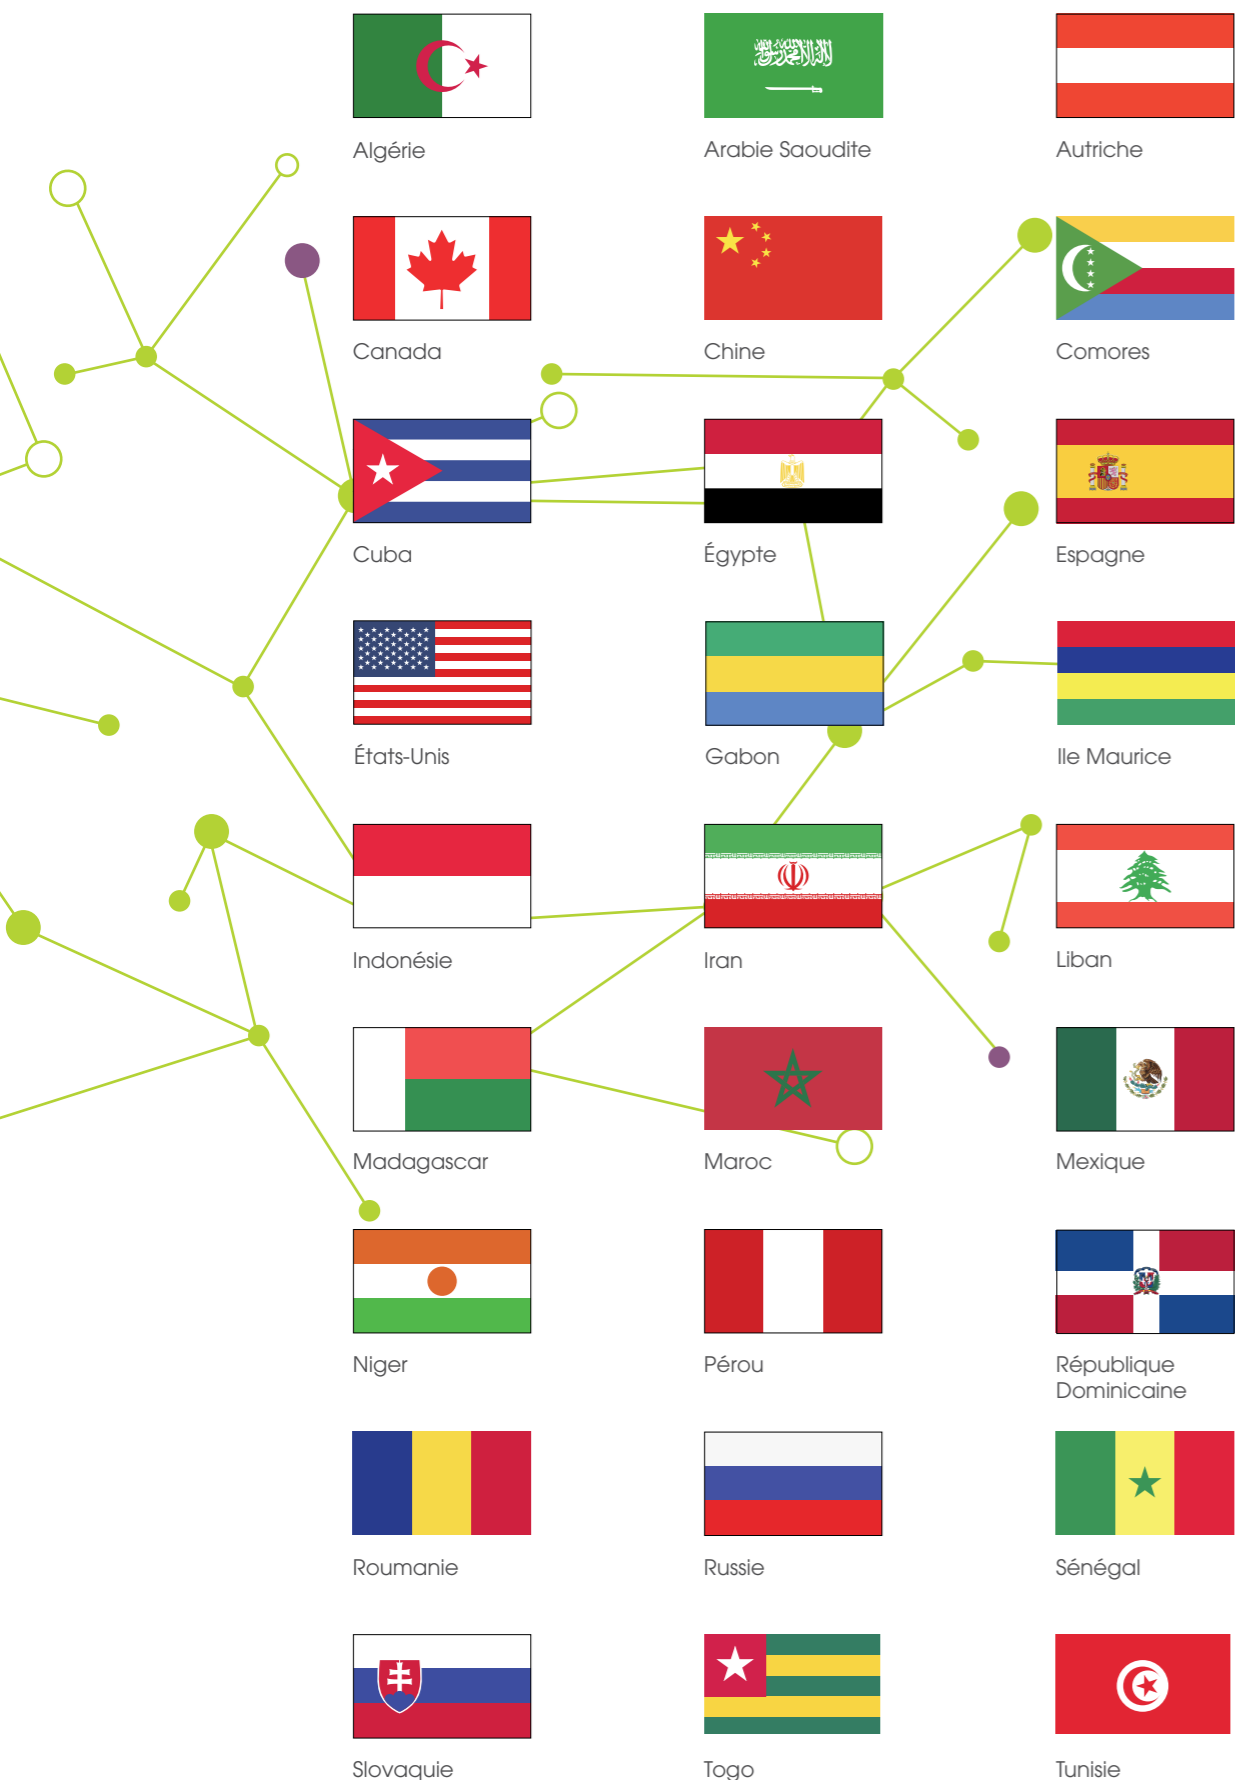 Algérie
Arabie Saoudite
Autriche
Canada
Chine
Comores
Cuba
Égypte
Espagne
États-Unis
Gabon
Ile Maurice
Indonésie
Iran
Liban
Madagascar
Maroc
Mexique
Niger
Pérou
République
Dominicaine
Roumanie
Russie
Sénégal
Slovaquie
Togo
Tunisie